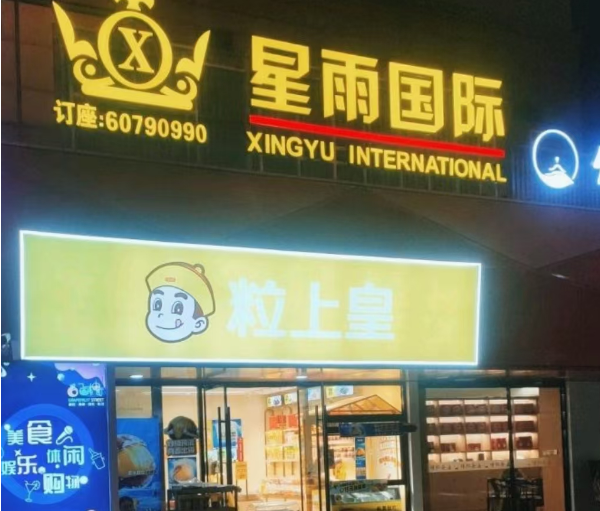 X
星雨国际
订座:60790990
XINGYU INTERNATIONAL
粒上皇
美食
娱乐
休闲
购物